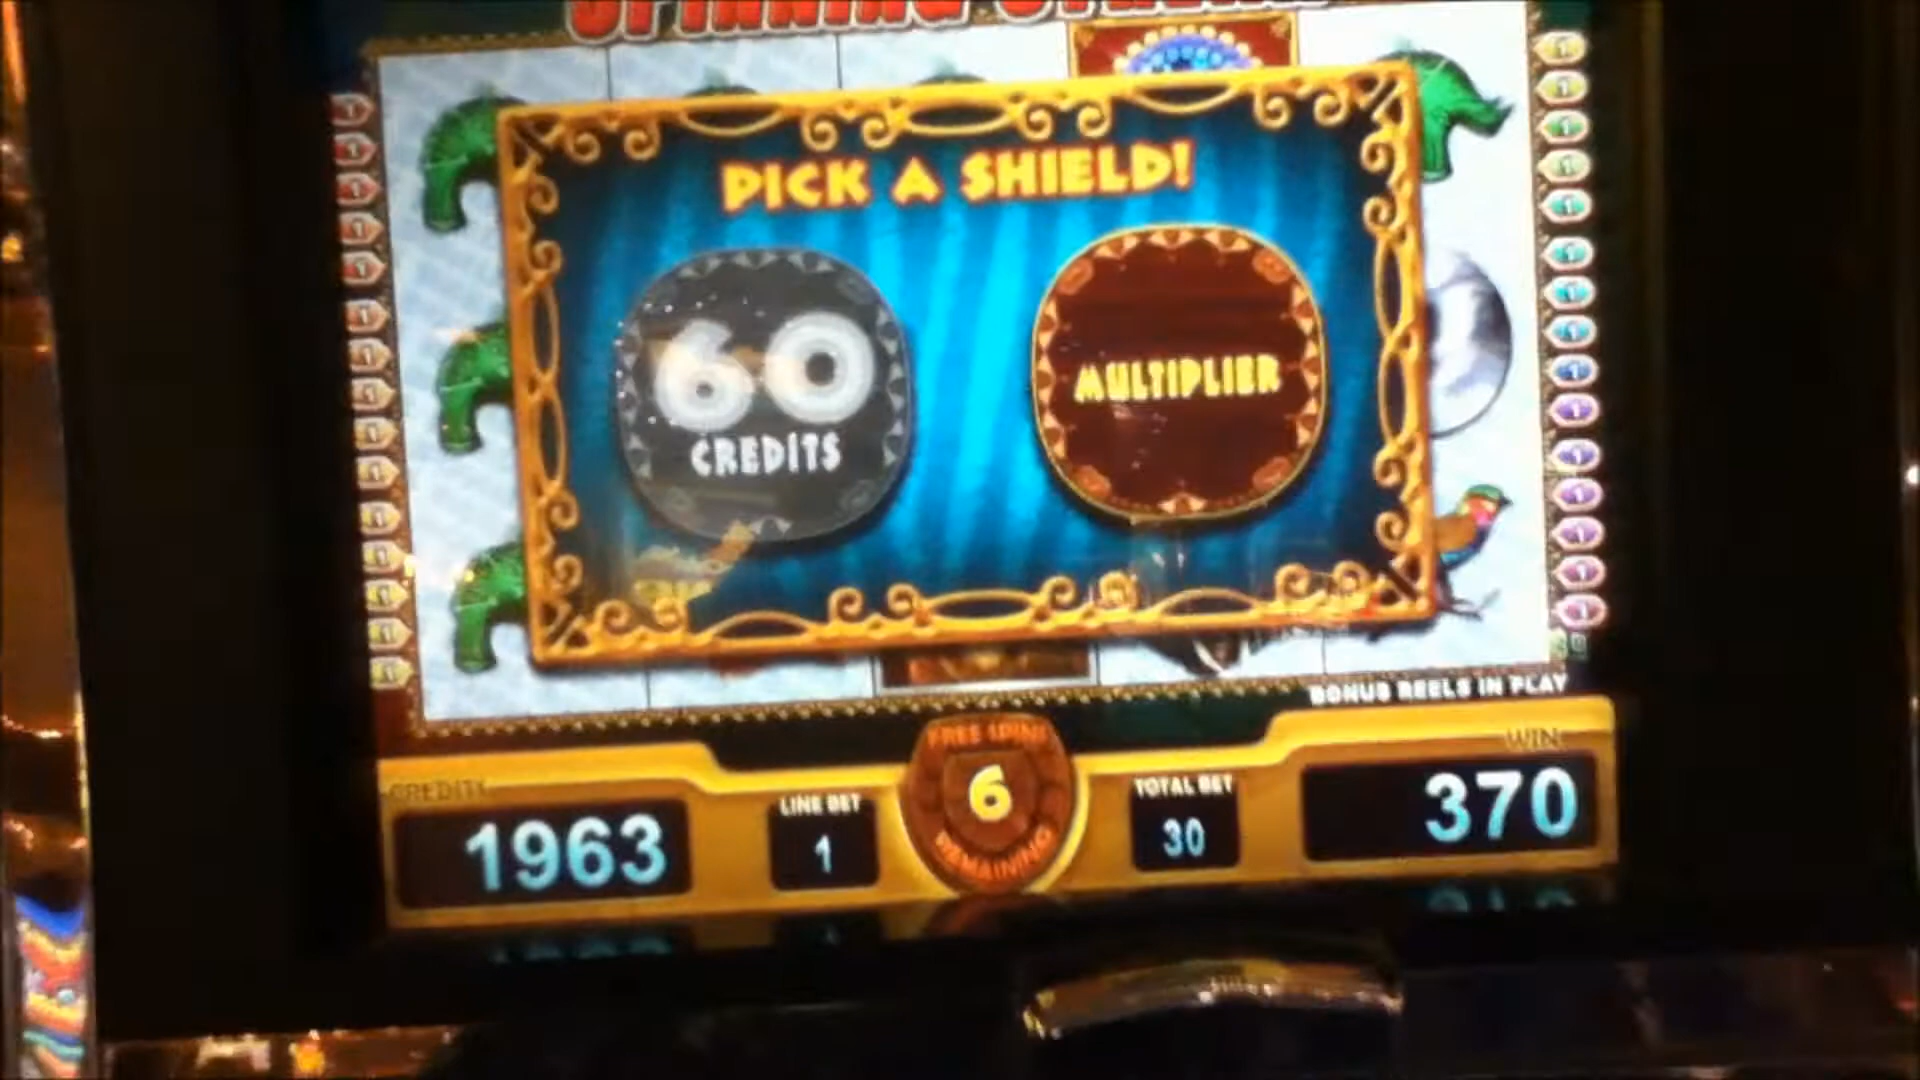 SPINNING
PICK A SHIELD!
60
CREDITS
MULTIPLIER
BONUS REELS IN PLAY
CREDITS
1963
LINE BET
1
FREE SPINS
6
REMAINING
TOTAL BET
30
WIN
370